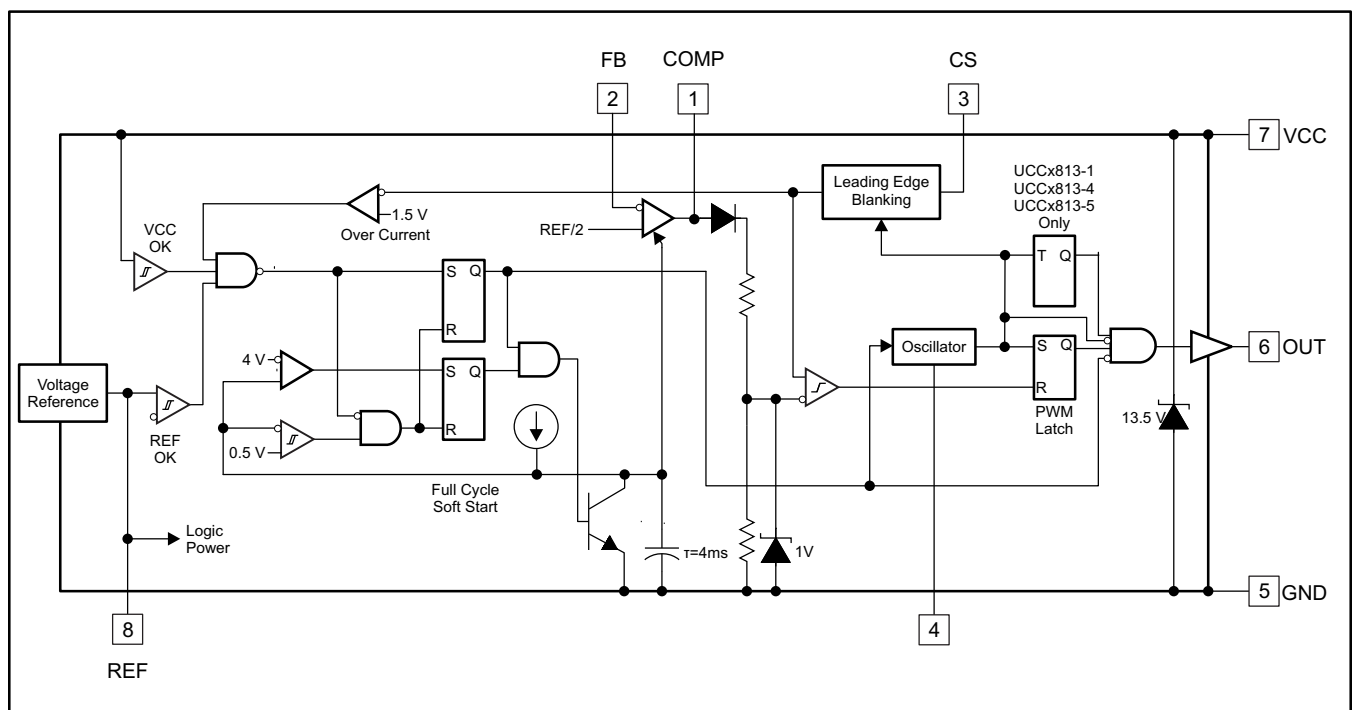 FB
COMP
CS
2
1
3
7 VCC
UCCx813-1
UCCx813-4
UCCx813-5
Only
Leading Edge
Blanking
1.5 V
Over Current
REF/2
VCC
OK
T Q
S Q
R
4 V
Oscillator
S Q
R
PWM
Latch
6 OUT
Voltage
Reference
S Q
R
REF
OK
0.5 V
13.5 V
Full Cycle
Soft Start
Logic
Power
τ=4ms
1V
5 GND
8
4
REF